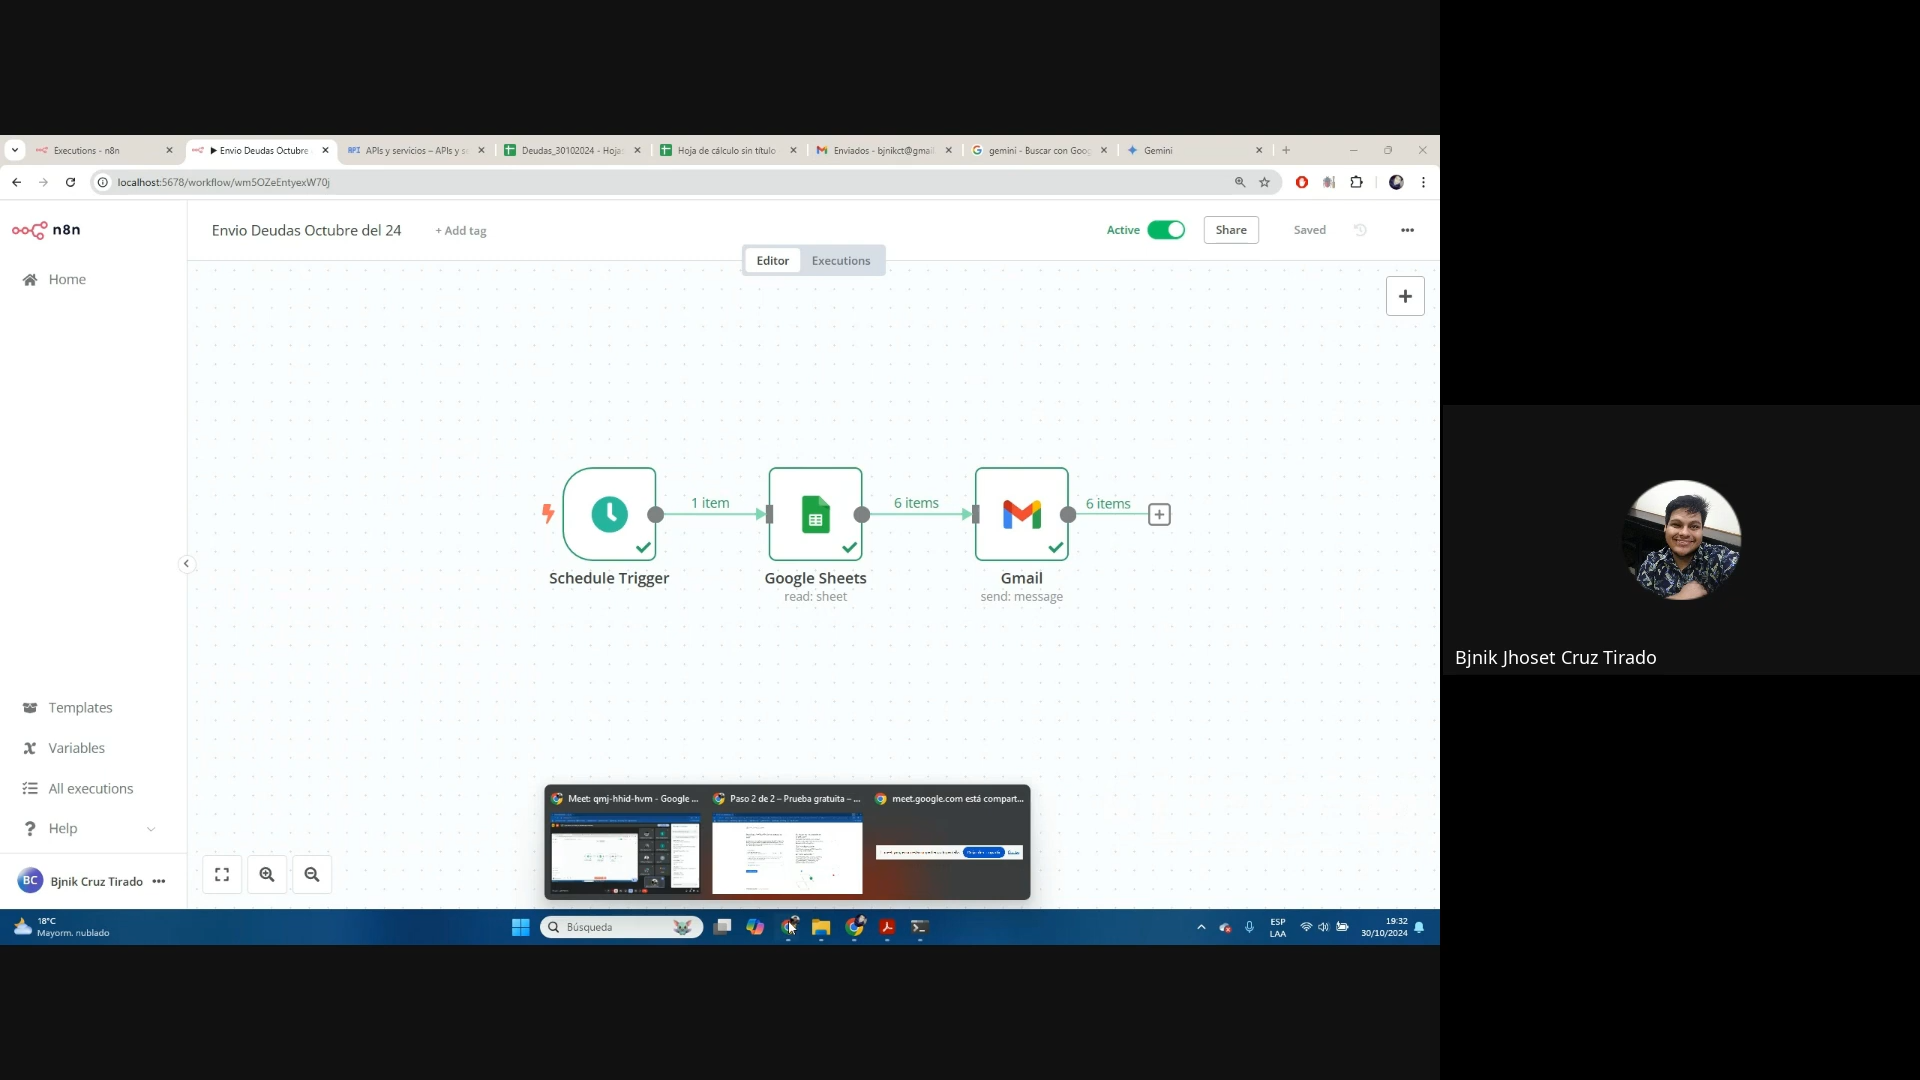 Executions - n8n
▶ Envio Deudas Octubre
API APIs y servicios – APIs y se
Deudas_30102024 - Hoja
Hoja de cálculo sin título
Enviados - bjnikct@gmail.
gemini - Buscar con Goog
Gemini
localhost:5678/workflow/wm5OZeEntyexW70j
n8n
Envio Deudas Octubre del 24
+ Add tag
Active
Share
Saved
Editor
Executions
Home
1 item
6 items
6 items
Schedule Trigger
Google Sheets
Gmail
read: sheet
send: message
Bjnik Jhoset Cruz Tirado
Templates
Variables
All executions
Help
BC Bjnik Cruz Tirado
Meet: qmj-hhid-hvm - Google ...
Paso 2 de 2 – Prueba gratuita – ...
meet.google.com está compart...
18°C
Mayorm. nublado
Búsqueda
ESP
LAA
19:32
30/10/2024